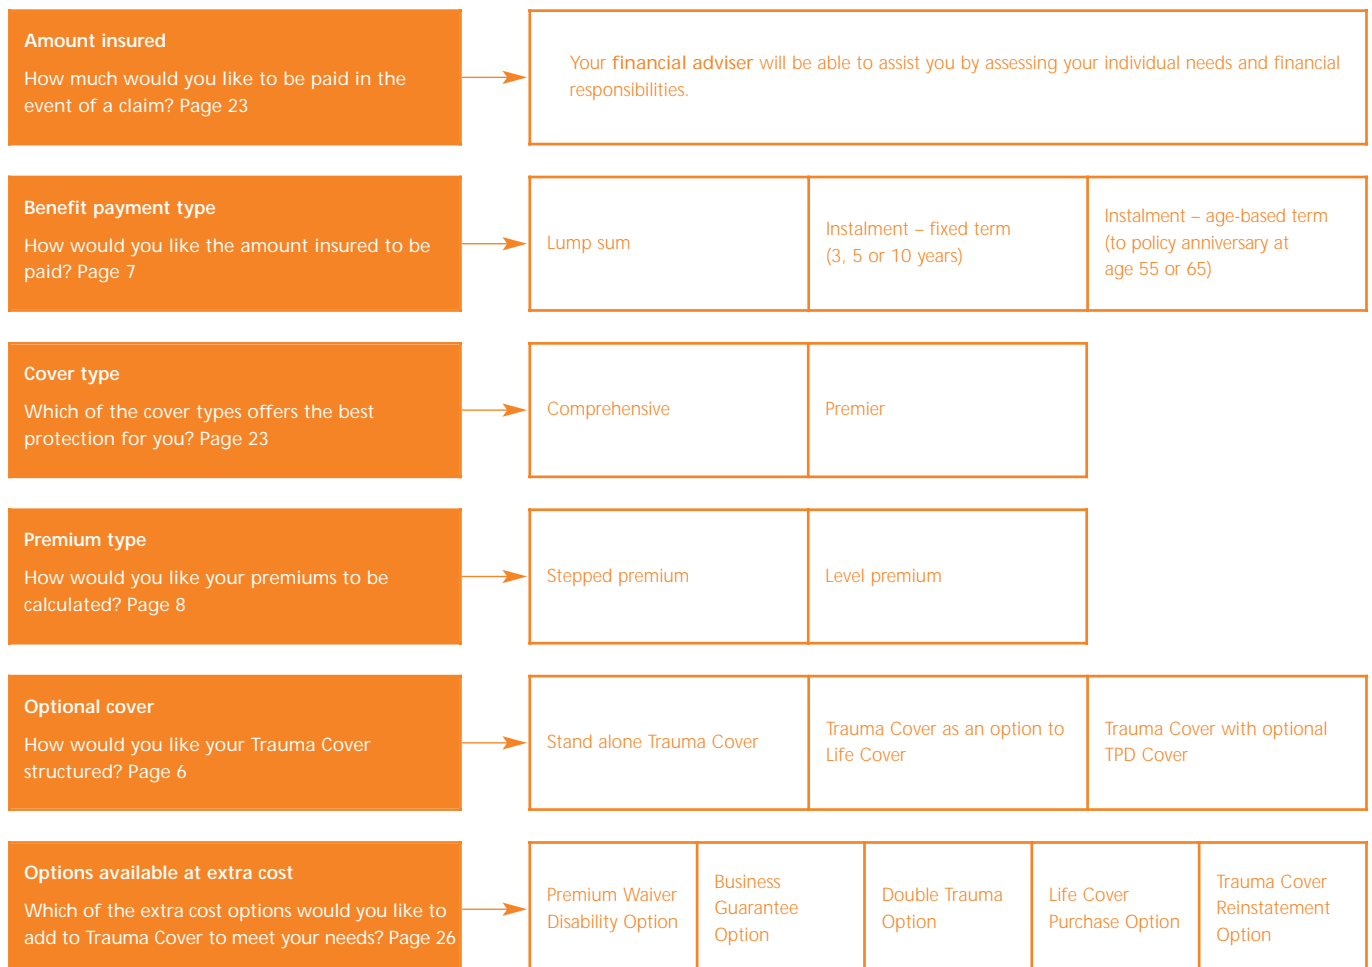 Amount insured
How much would you like to be paid in the
event of a claim? Page 23
Your financial adviser will be able to assist you by assessing your individual needs and financial
responsibilities.
Benefit payment type
How would you like the amount insured to be
paid? Page 7
Lump sum
Instalment – fixed term
(3, 5 or 10 years)
Instalment – age-based term
(to policy anniversary at
age 55 or 65)
Cover type
Which of the cover types offers the best
protection for you? Page 23
Comprehensive
Premier
Premium type
How would you like your premiums to be
calculated? Page 8
Stepped premium
Level premium
Optional cover
How would you like your Trauma Cover
structured? Page 6
Stand alone Trauma Cover
Trauma Cover as an option to
Life Cover
Trauma Cover with optional
TPD Cover
Options available at extra cost
Which of the extra cost options would you like to
add to Trauma Cover to meet your needs? Page 26
Premium Waiver
Disability Option
Business
Guarantee
Option
Double Trauma
Option
Life Cover
Purchase Option
Trauma Cover
Reinstatement
Option